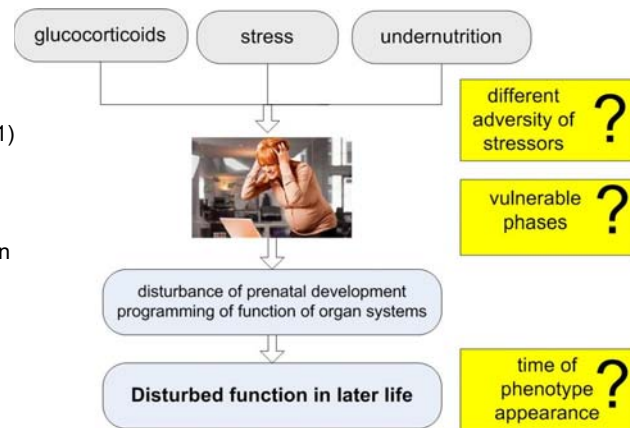 glucocorticoids
stress
undernutrition
different
adversity of
stressors
?
1)
vulnerable
phases
?
n
disturbance of prenatal development
programming of function of organ systems
Disturbed function in later life
time of
phenotype
appearance
?